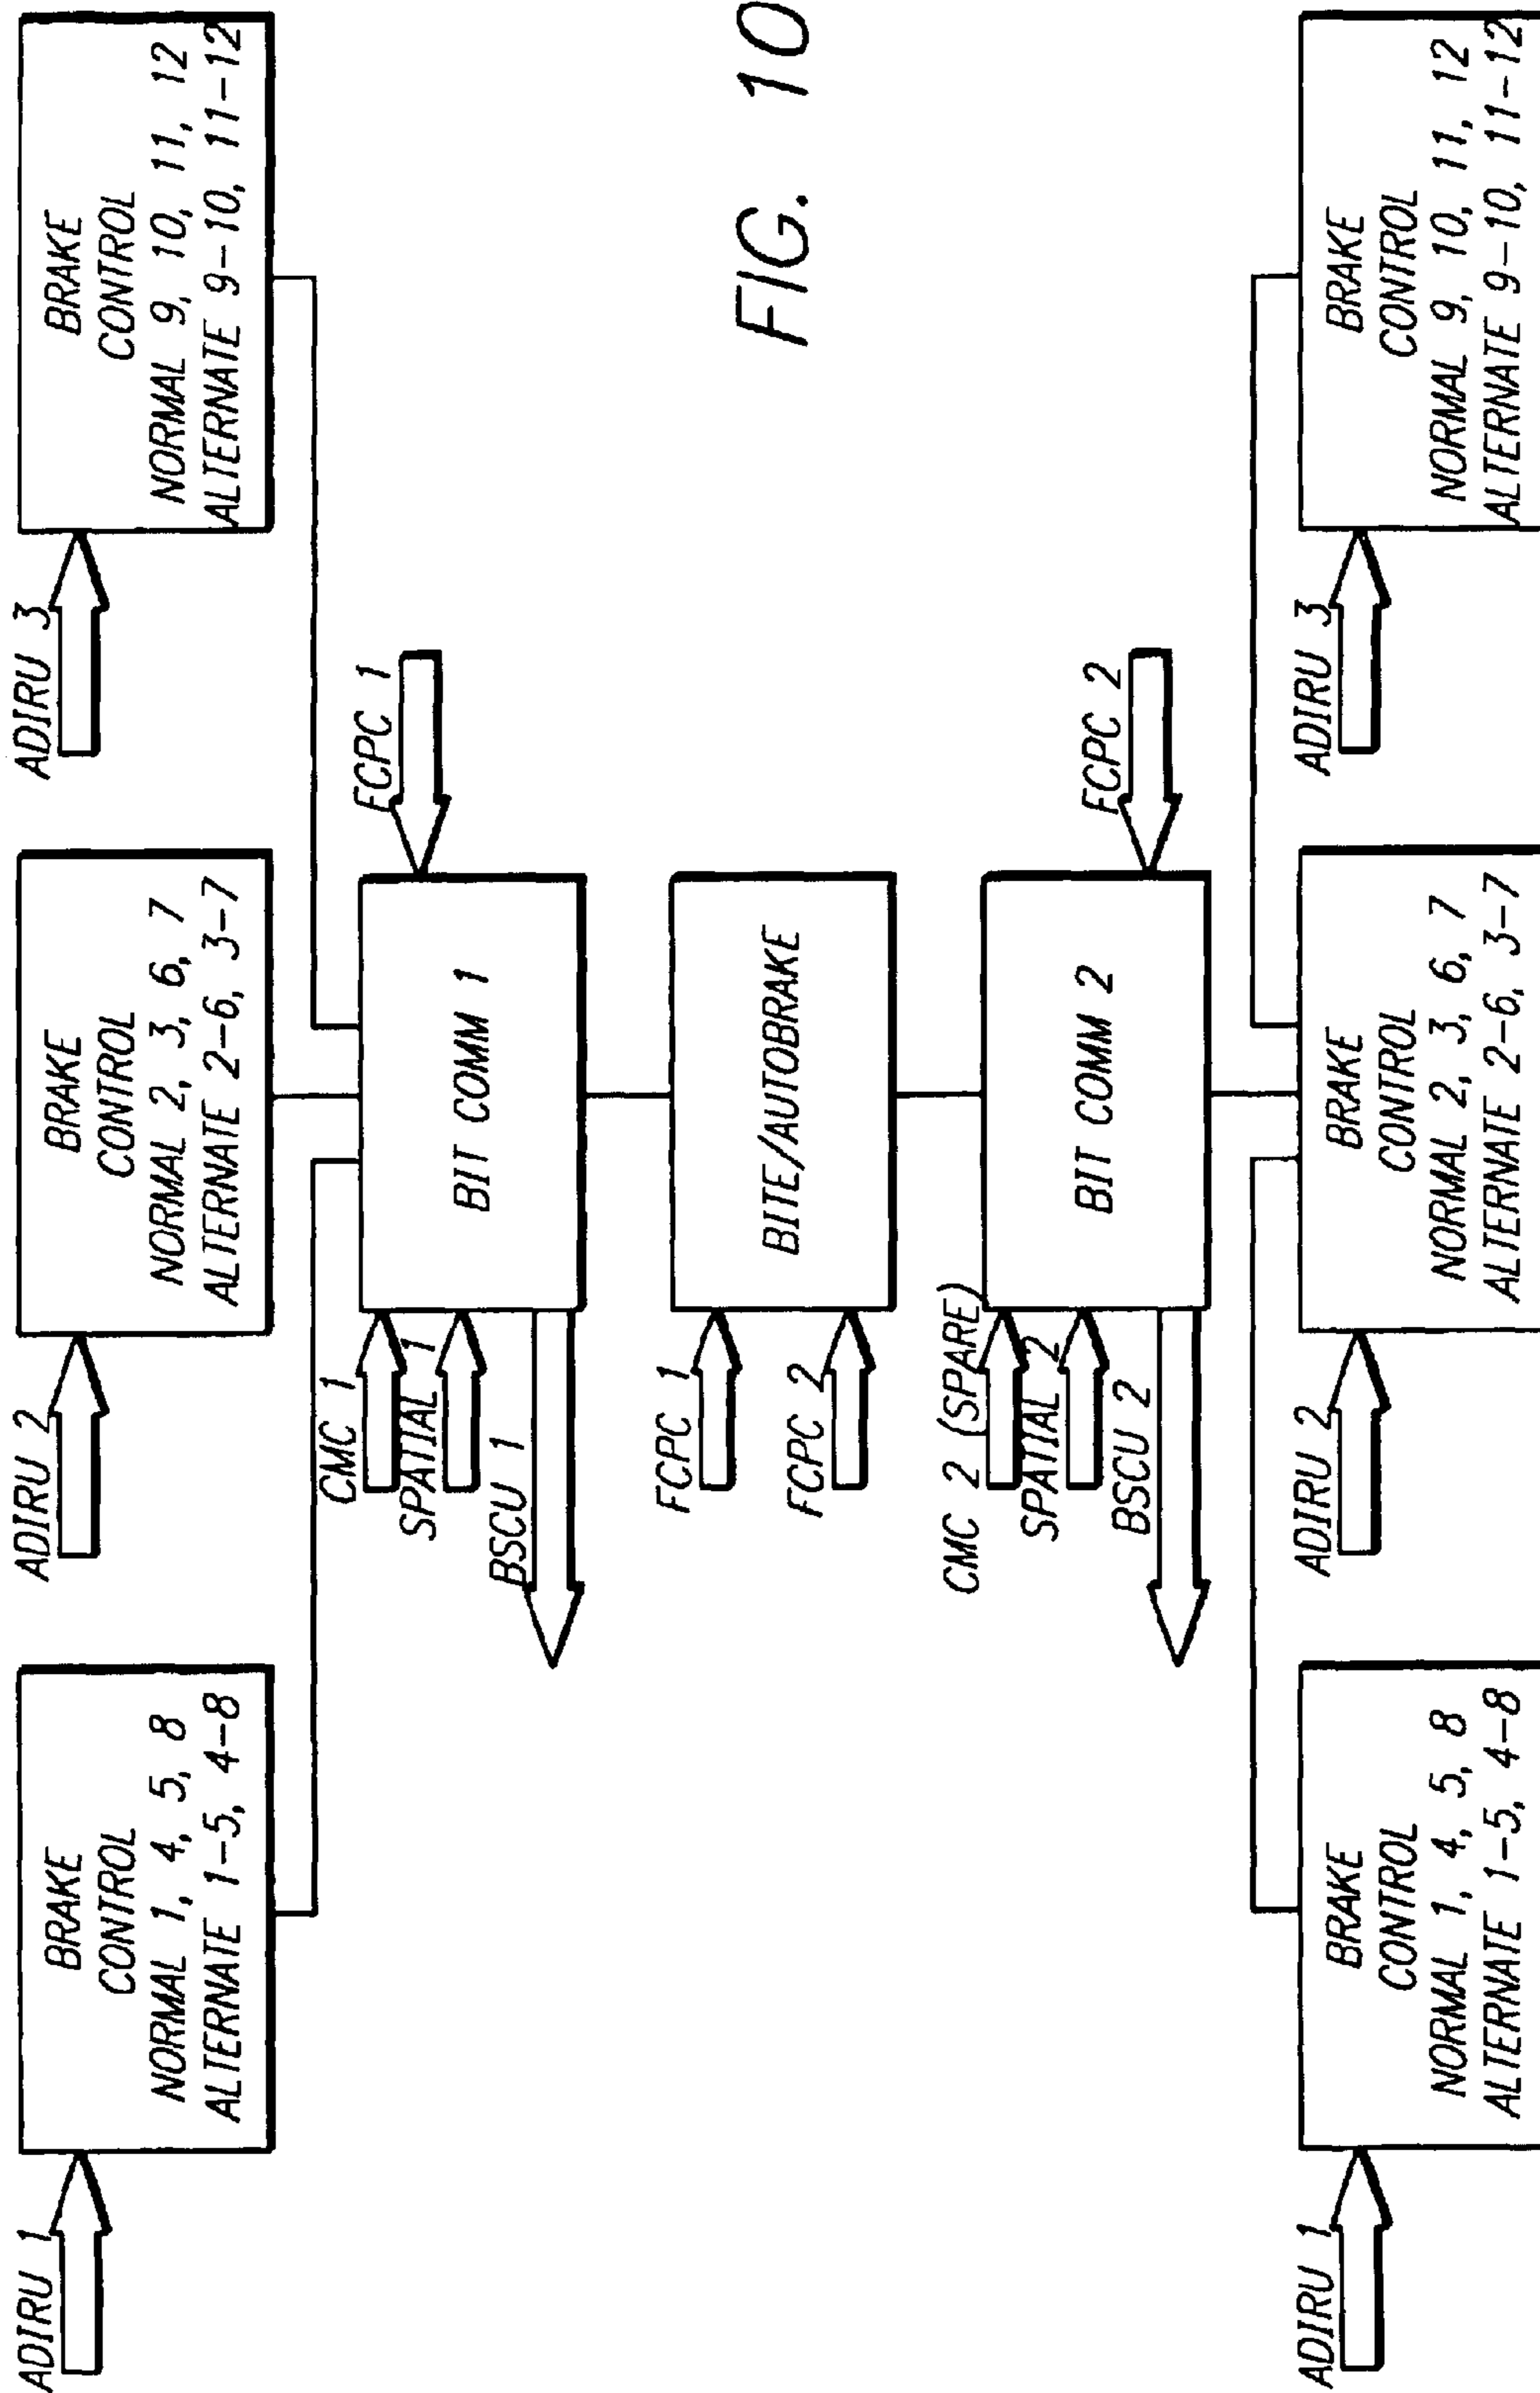 ADIRU 1
BRAKE
CONTROL
NORMAL 1, 4, 5, 8
ALTERNATE 1-5, 4-8
ADIRU 2
BRAKE
CONTROL
NORMAL 2, 3, 6, 7
ALTERNATE 2-6, 3-7
ADIRU 3
BRAKE
CONTROL
NORMAL 9, 10, 11, 12
ALTERNATE 9-10, 11-12
CMC 1
SPATIAL 1
BSCU 1
BIT COMM 1
ECPC 1
FCPC 1
FCPC 2
BITE/AUTOBRAKE
FIG. 10
CMC 2 (SPARE)
SPATIAL 2
BSCU 2
BIT COMM 2
ECPC 2
ADIRU 1
BRAKE
CONTROL
NORMAL 1, 4, 5, 8
ALTERNATE 1-5, 4-8
ADIRU 2
BRAKE
CONTROL
NORMAL 2, 3, 6, 7
ALTERNATE 2-6, 3-7
ADIRU 3
BRAKE
CONTROL
NORMAL 9, 10, 11, 12
ALTERNATE 9-10, 11-12